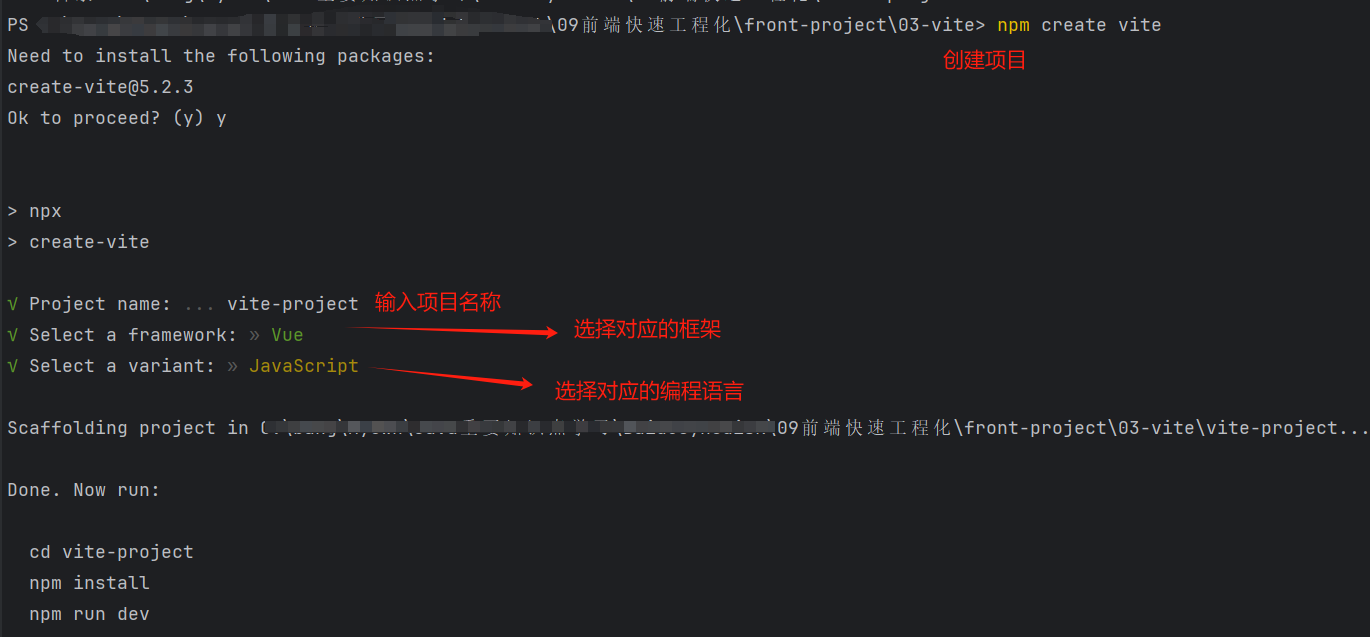 PS \09前端快速工程化\front-project\03-vite> npm create vite
Need to install the following packages:
创建项目
create-vite@5.2.3
Ok to proceed? (y) y
> npx
> create-vite
√ Project name: ... vite-project 输入项目名称
√ Select a framework: » Vue 选择对应的框架
√ Select a variant: » JavaScript
选择对应的编程语言
Scaffolding project in \09前端快速工程化\front-project\03-vite\vite-project...
Done. Now run:
cd vite-project
npm install
npm run dev